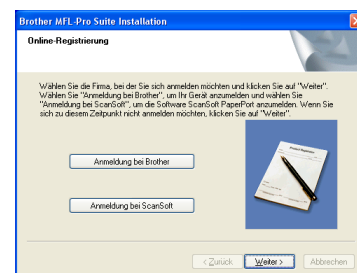 Brother MFL-Pro Suite Installation
Online-Registrierung
Wählen Sie die Firma, bei der Sie sich anmelden möchten und klicken Sie auf "Weiter".
Wählen Sie "Anmeldung bei Brother", um Ihr Gerät anzumelden und wählen Sie
"Anmeldung bei ScanSoft", um die Software ScanSoft PaperPort anzumelden. Wenn Sie
sich zu diesem Zeitpunkt nicht anmelden möchten, klicken Sie auf "Weiter".
Anmeldung bei Brother
Anmeldung bei ScanSoft
< Zurück
Weiter >
Abbrechen